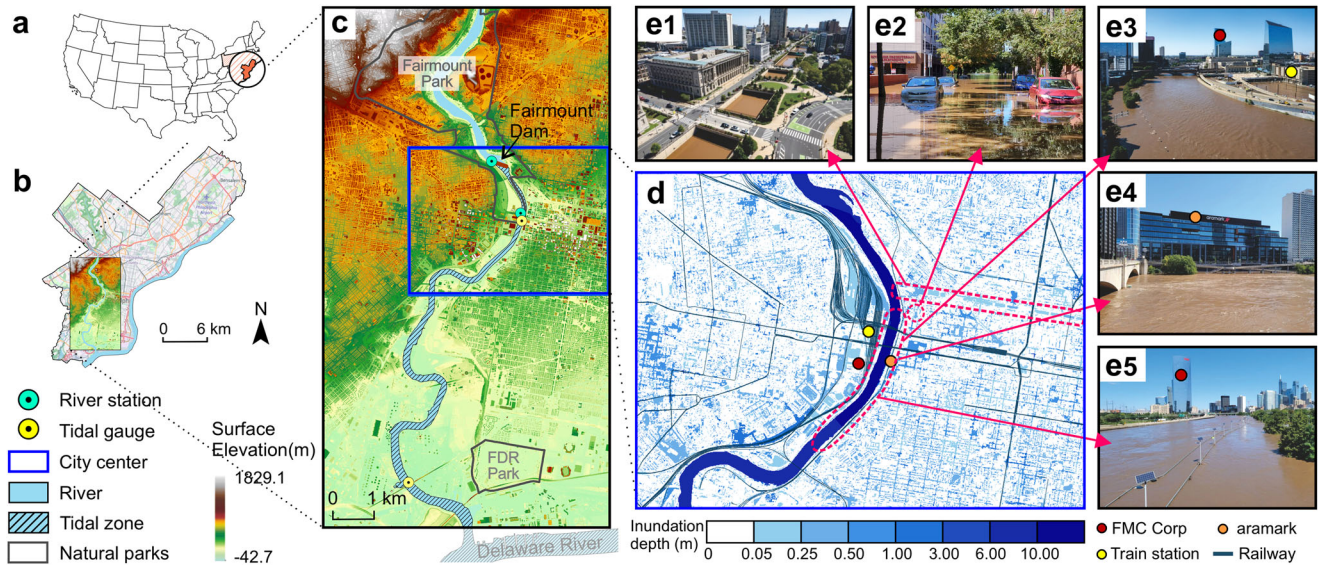 a
b
0 6 km
N
River station
Tidal gauge
City center
River
Tidal zone
Natural parks
Surface
Elevation(m)
1829.1
-42.7
c
Fairmount
Park
Fairmount
Dam
FDR
Park
0 1 km
Delaware River
d
Inundation
depth (m)
0 0.05 0.25 0.50 1.00 3.00 6.00 10.00
e1
e2
e3
e4
aramark
e5
FMC Corp
aramark
Train station
Railway